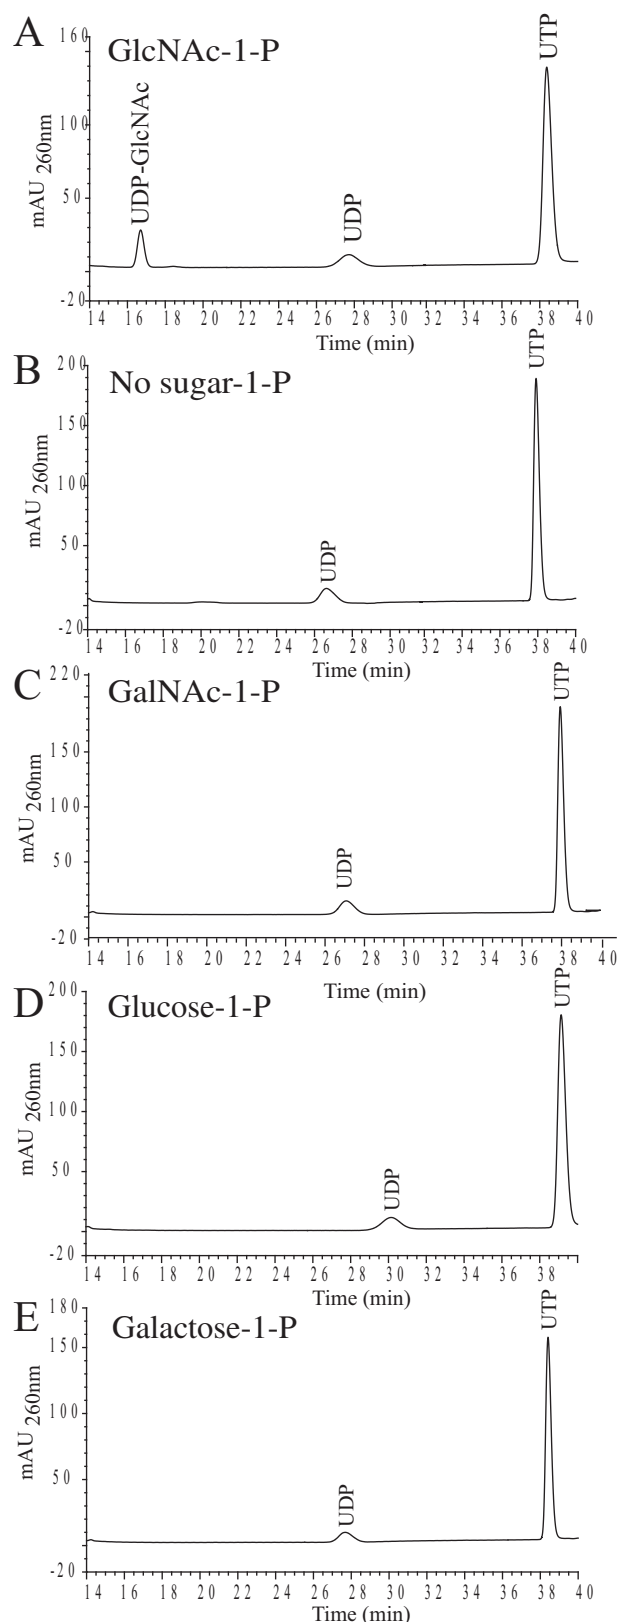 A
GlcNAc-1-P
160
100
50
-20
mAU 260nm
UDP-GlcNAc
UDP
UTP
14 16 18 20 22 24 26 28 30 32 34 36 38 40
Time (min)
B
No sugar-1-P
200
150
100
50
-20
mAU 260nm
UDP
UTP
14 16 18 20 22 24 26 28 30 32 34 36 38 40
Time (min)
C
GalNAc-1-P
220
150
100
50
-20
mAU 260nm
UDP
UTP
14 16 18 20 22 24 26 28 30 32 34 36 38 40
Time (min)
D
Glucose-1-P
200
150
100
50
-20
mAU 260nm
UDP
UTP
14 16 18 20 22 24 26 28 30 32 34 36 38
Time (min)
E
Galactose-1-P
180
150
100
50
-20
mAU 260nm
UDP
UTP
14 16 18 20 22 24 26 28 30 32 34 36 38 40
Time (min)